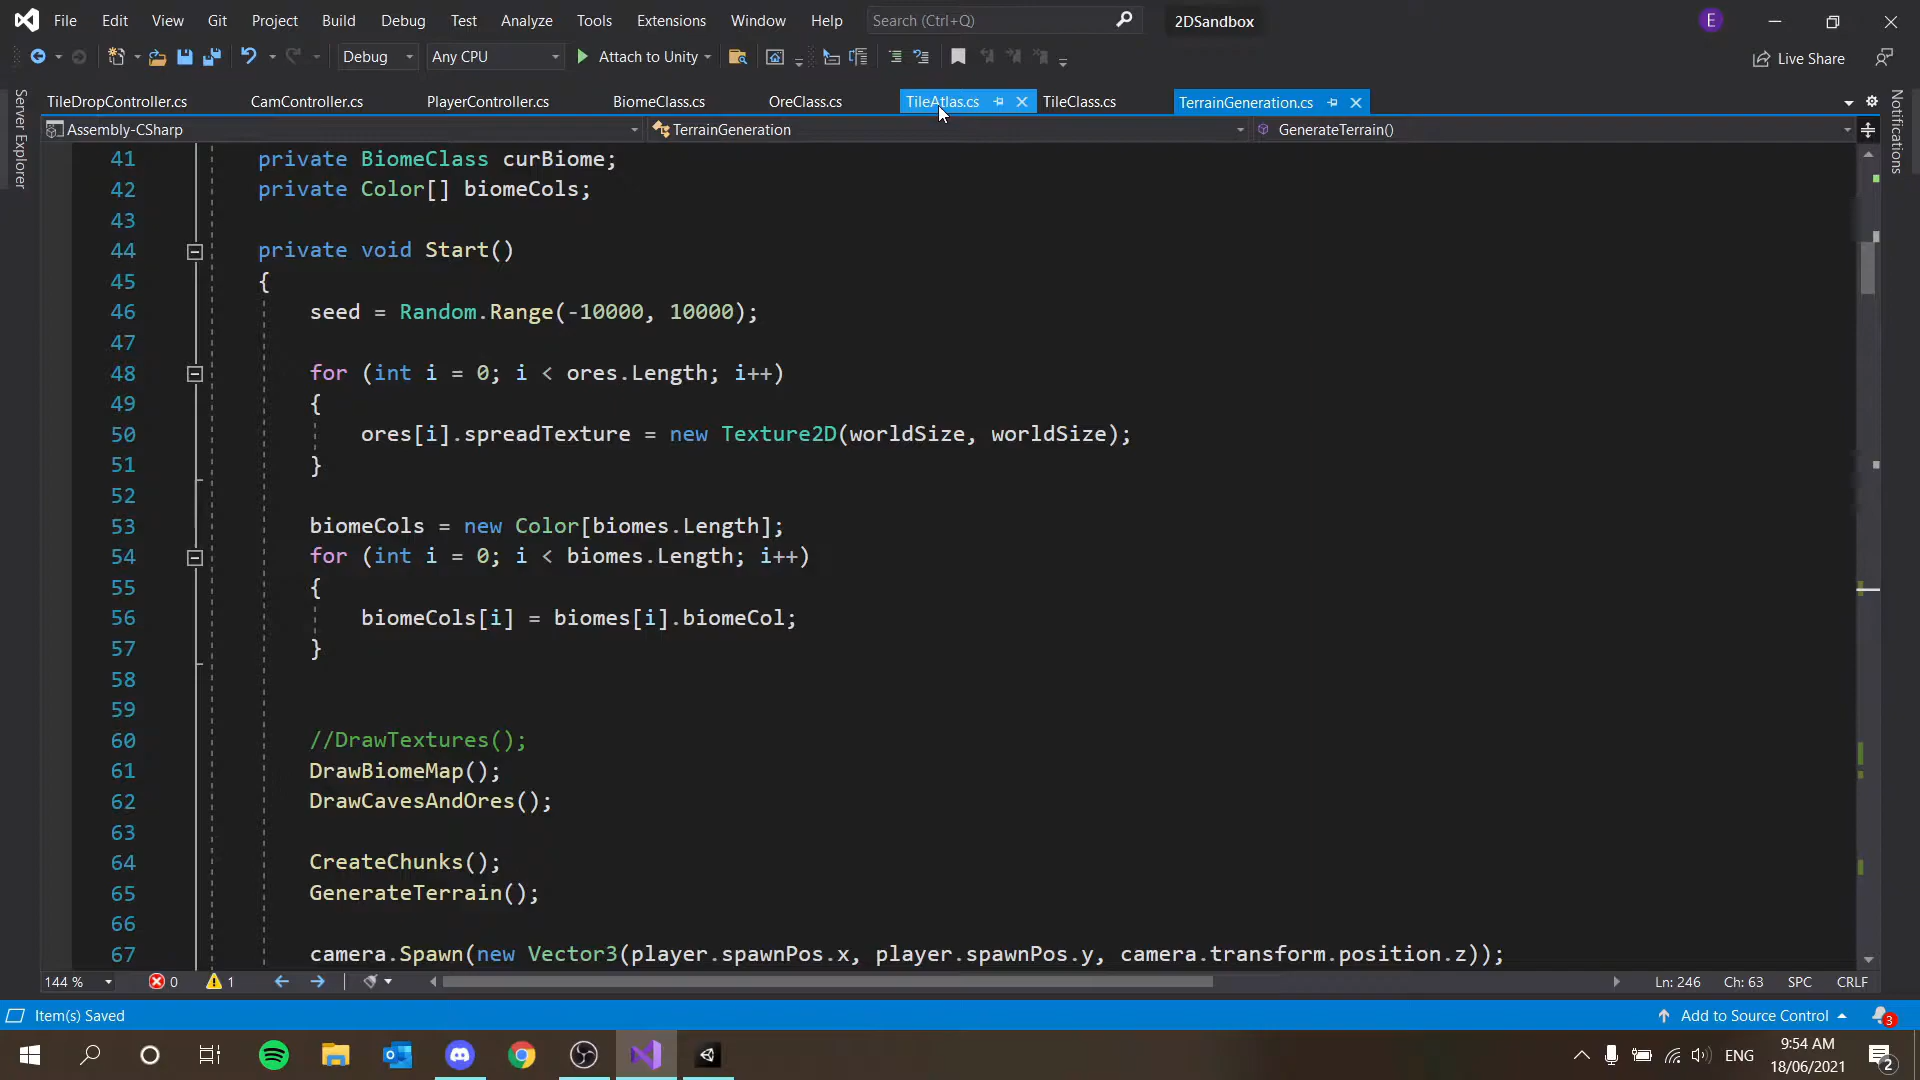 File Edit View Git Project Build Debug Test Analyze Tools Extensions Window Help Search (Ctrl+Q) 2DSandbox E
Debug Any CPU Attach to Unity Live Share
TileDropController.cs CamController.cs PlayerController.cs BiomeClass.cs OreClass.cs TileAtlas.cs TileClass.cs TerrainGeneration.cs
Assembly-CSharp TerrainGeneration GenerateTerrain()
Server Explorer
Notifications
41 private BiomeClass curBiome;
42 private Color[] biomeCols;
43
44 private void Start()
45 {
46 seed = Random.Range(-10000, 10000);
47
48 for (int i = 0; i < ores.Length; i++)
49 {
50 ores[i].spreadTexture = new Texture2D(worldSize, worldSize);
51 }
52
53 biomeCols = new Color[biomes.Length];
54 for (int i = 0; i < biomes.Length; i++)
55 {
56 biomeCols[i] = biomes[i].biomeCol;
57 }
58
59
60 //DrawTextures();
61 DrawBiomeMap();
62 DrawCavesAndOres();
63
64 CreateChunks();
65 GenerateTerrain();
66
67 camera.Spawn(new Vector3(player.spawnPos.x, player.spawnPos.y, camera.transform.position.z));
144 % 0 1 Ln: 246 Ch: 63 SPC CRLF
Item(s) Saved Add to Source Control 3
ENG 9:54 AM
18/06/2021 2